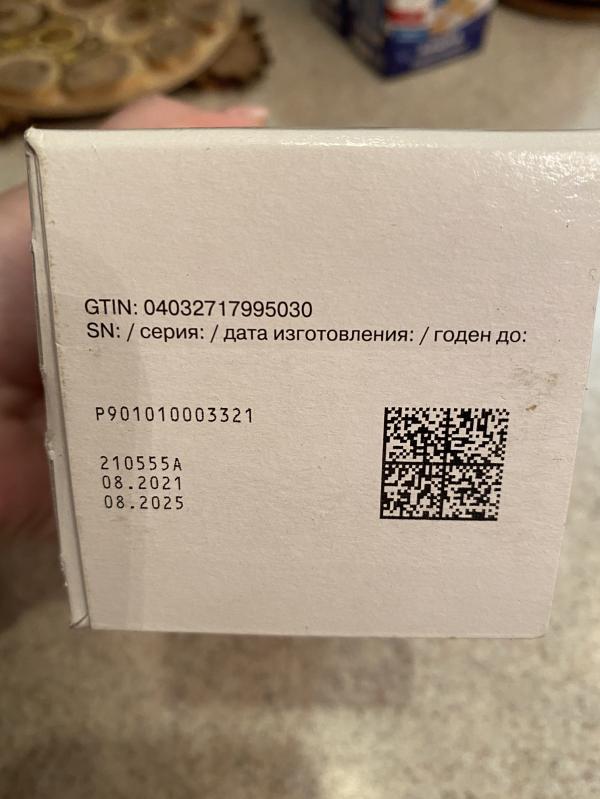 GTIN: 04032717995030
SN: / серия: / дата изготовления: / годен до:
P901010003321
210555A
08.2021
08.2025